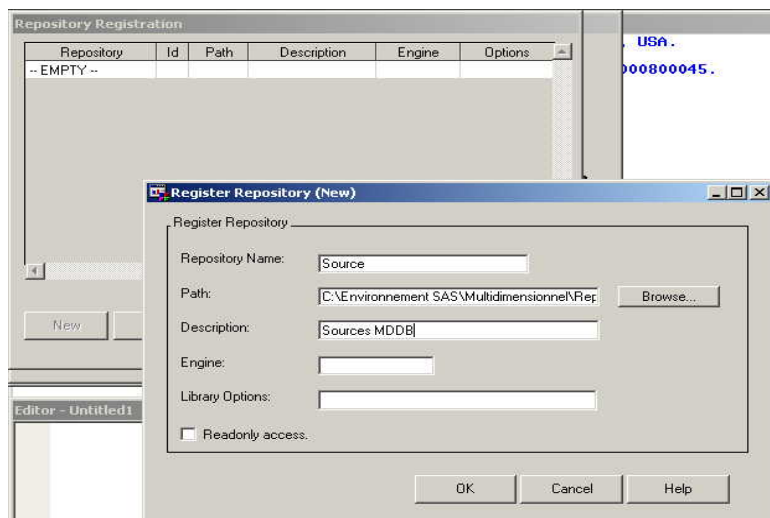 Repository Registration
Repository Id Path Description Engine Options
-- EMPTY --
, USA.
000800045.
Register Repository (New)
Register Repository
Repository Name: Source
Path: C:\Environnement SAS\Multidimensionnel\Rep Browse...
Description: Sources MDDB
Engine:
Library Options:
Readonly access.
New
Editor - Untitled1
OK Cancel Help